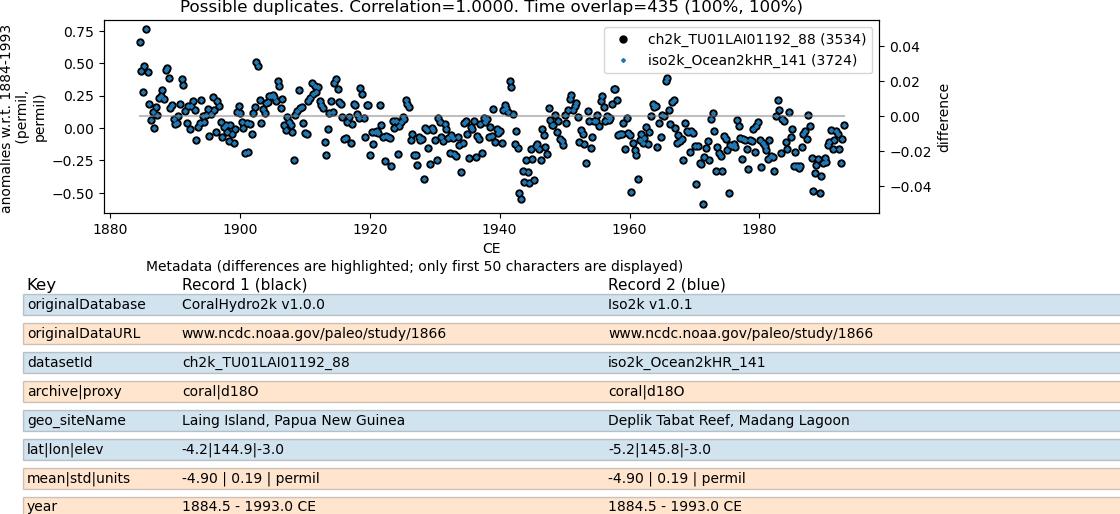 Possible duplicates. Correlation=1.0000. Time overlap=435 (100%, 100%)
anomalies w.r.t. 1884-1993
(permil,
permil)
0.75
0.50
0.25
0.00
−0.25
−0.50
ch2k_TU01LAI01192_88 (3534)
iso2k_Ocean2kHR_141 (3724)
0.04
0.02
0.00
−0.02
−0.04
difference
1880 1900 1920 1940 1960 1980
CE
Metadata (differences are highlighted; only first 50 characters are displayed)
Key Record 1 (black) Record 2 (blue)
originalDatabase CoralHydro2k v1.0.0 Iso2k v1.0.1
originalDataURL www.ncdc.noaa.gov/paleo/study/1866 www.ncdc.noaa.gov/paleo/study/1866
datasetId ch2k_TU01LAI01192_88 iso2k_Ocean2kHR_141
archive|proxy coral|d18O coral|d18O
geo_siteName Laing Island, Papua New Guinea Deplik Tabat Reef, Madang Lagoon
lat|lon|elev -4.2|144.9|-3.0 -5.2|145.8|-3.0
mean|std|units -4.90 | 0.19 | permil -4.90 | 0.19 | permil
year 1884.5 - 1993.0 CE 1884.5 - 1993.0 CE